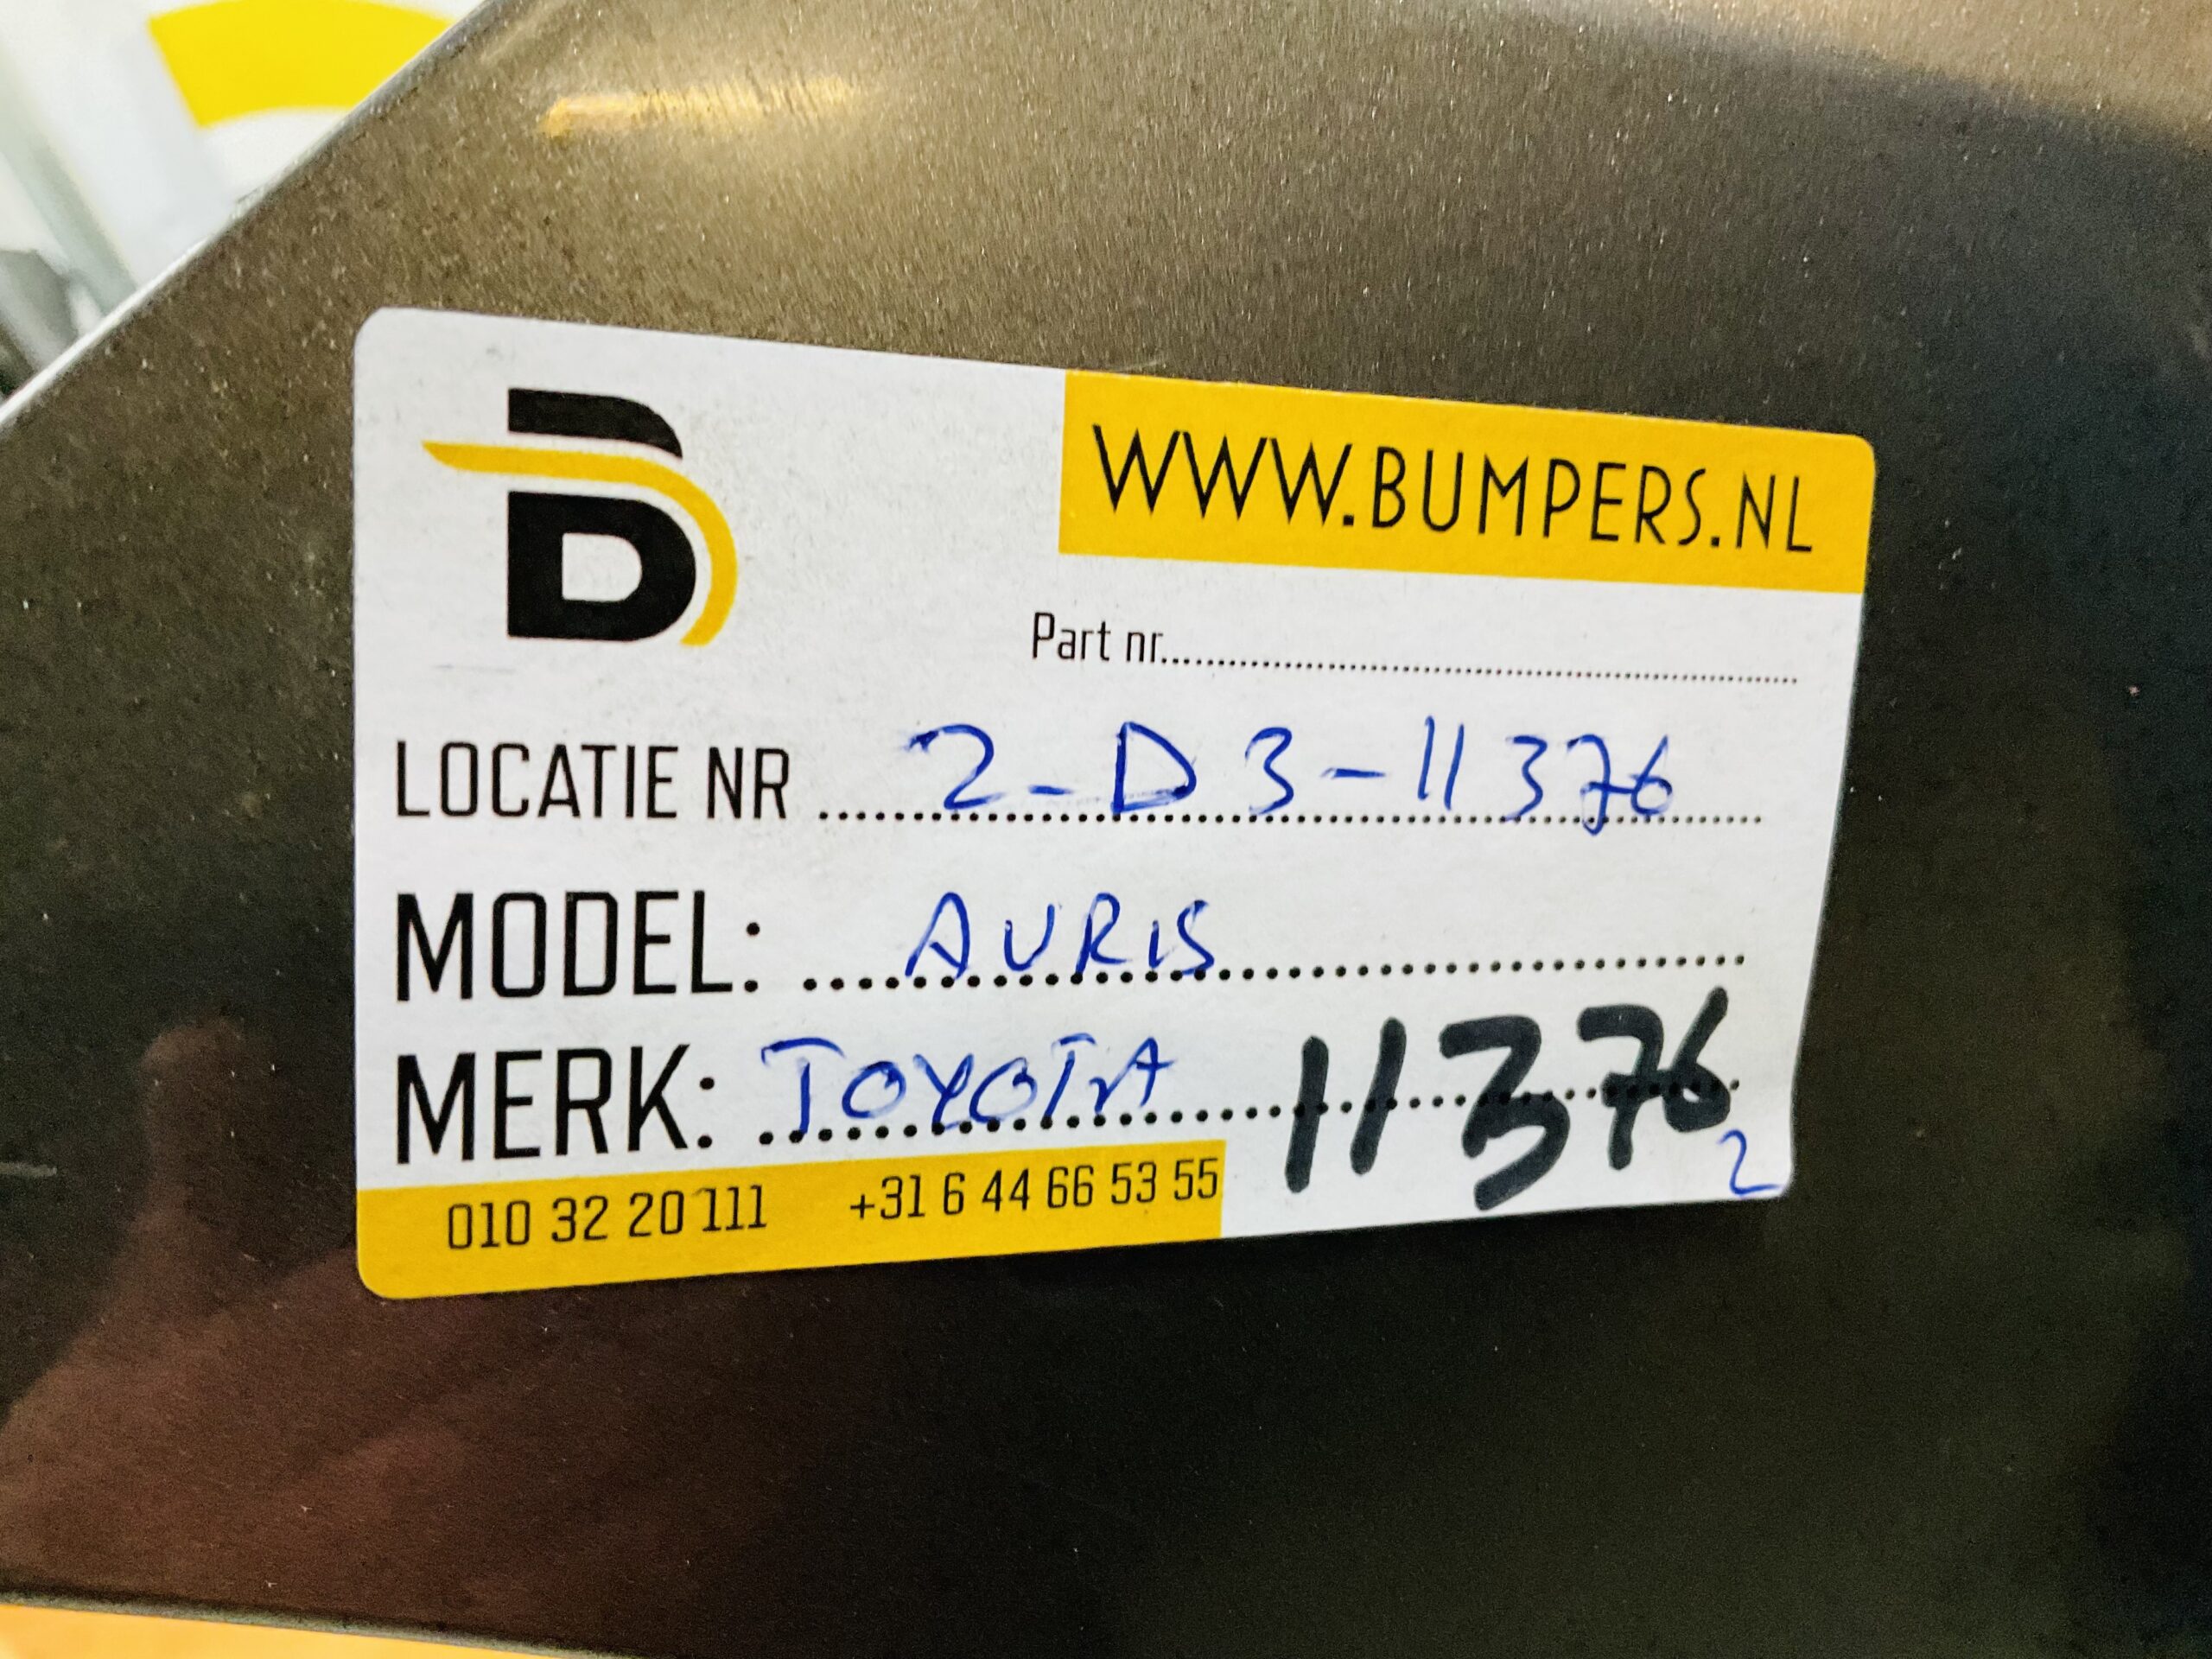 B
WWW.BUMPERS.NL
Part nr.....
LOCATIE NR ..... 2-D3-11376
MODEL: ..... AURIS
MERK: ..... TOYOTA 11376
2
010 32 20 111 +31 6 44 66 53 55